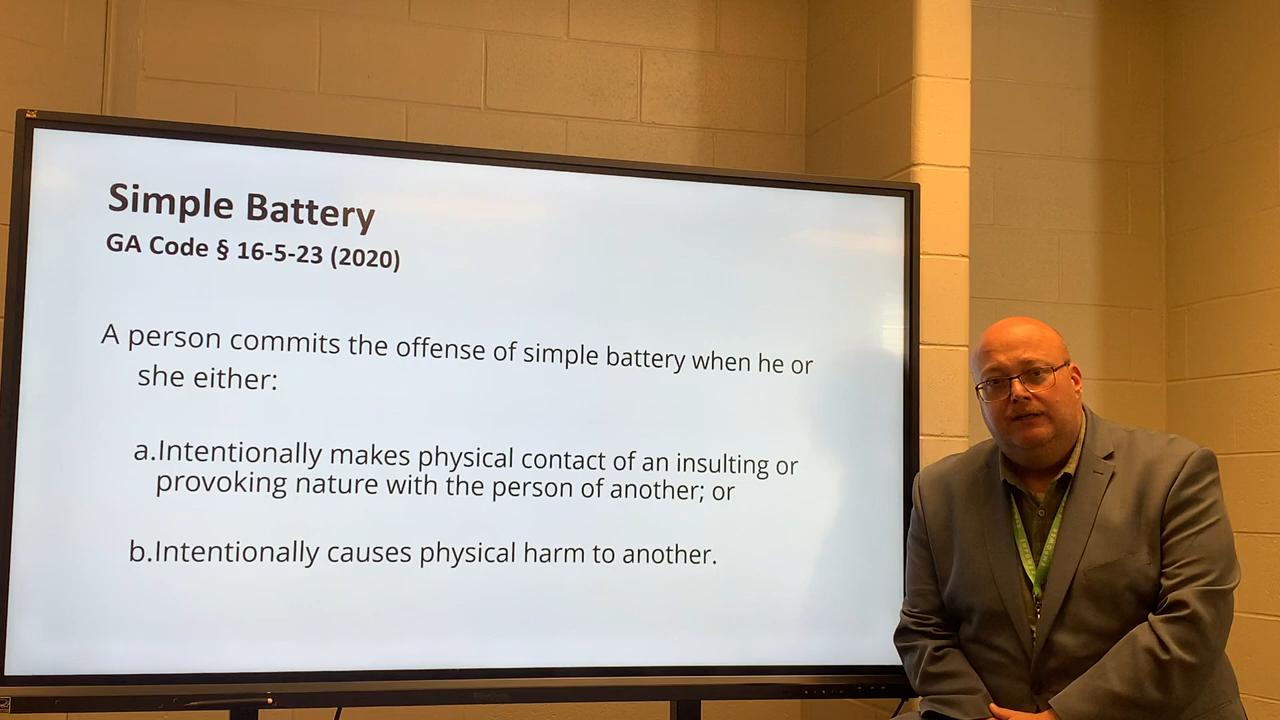 Simple Battery
GA Code § 16-5-23 (2020)
A person commits the offense of simple battery when he or
she either:
a.Intentionally makes physical contact of an insulting or
provoking nature with the person of another; or
b.Intentionally causes physical harm to another.